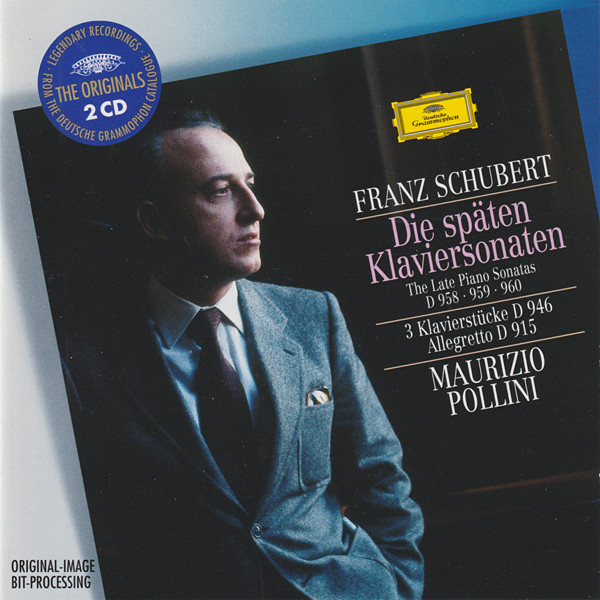 LEGENDARY RECORDINGS
THE ORIGINALS
2 CD
FROM THE DEUTSCHE GRAMMOPHON CATALOGUE
Deutsche
Grammophon
FRANZ SCHUBERT
Die späten
Klaviersonaten
The Late Piano Sonatas
D 958 · 959 · 960
3 Klavierstücke D 946
Allegretto D 915
MAURIZIO
POLLINI
ORIGINAL-IMAGE
BIT-PROCESSING